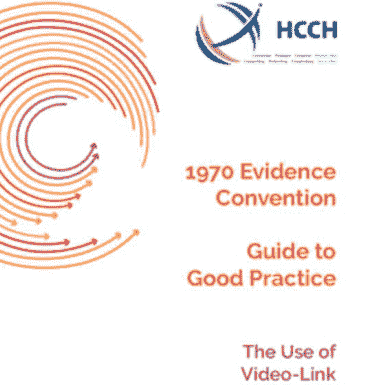 HCCH
1970 Evidence
Convention
Guide to
Good Practice
The Use of
Video-Link